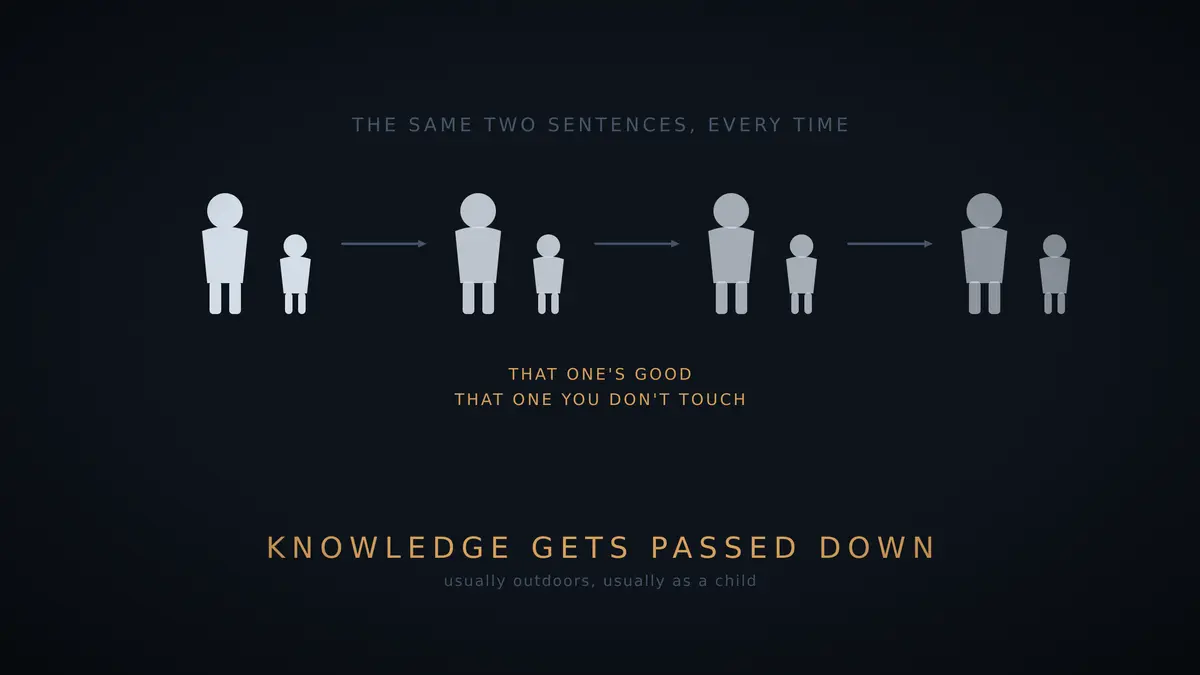 THE SAME TWO SENTENCES, EVERY TIME
THAT ONE'S GOOD
THAT ONE YOU DON'T TOUCH
KNOWLEDGE GETS PASSED DOWN
usually outdoors, usually as a child